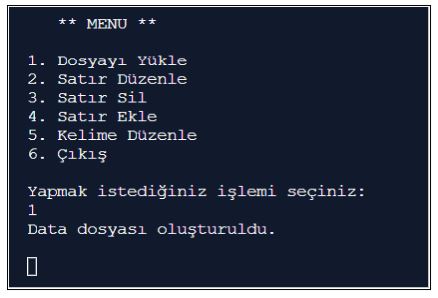 ** MENU **
1. Dosyayı Yükle
2. Satır Düzenle
3. Satır Sil
4. Satır Ekle
5. Kelime Düzenle
6. Çıkış
Yapmak istediğiniz işlemi seçiniz:
1
Data dosyası oluşturuldu.